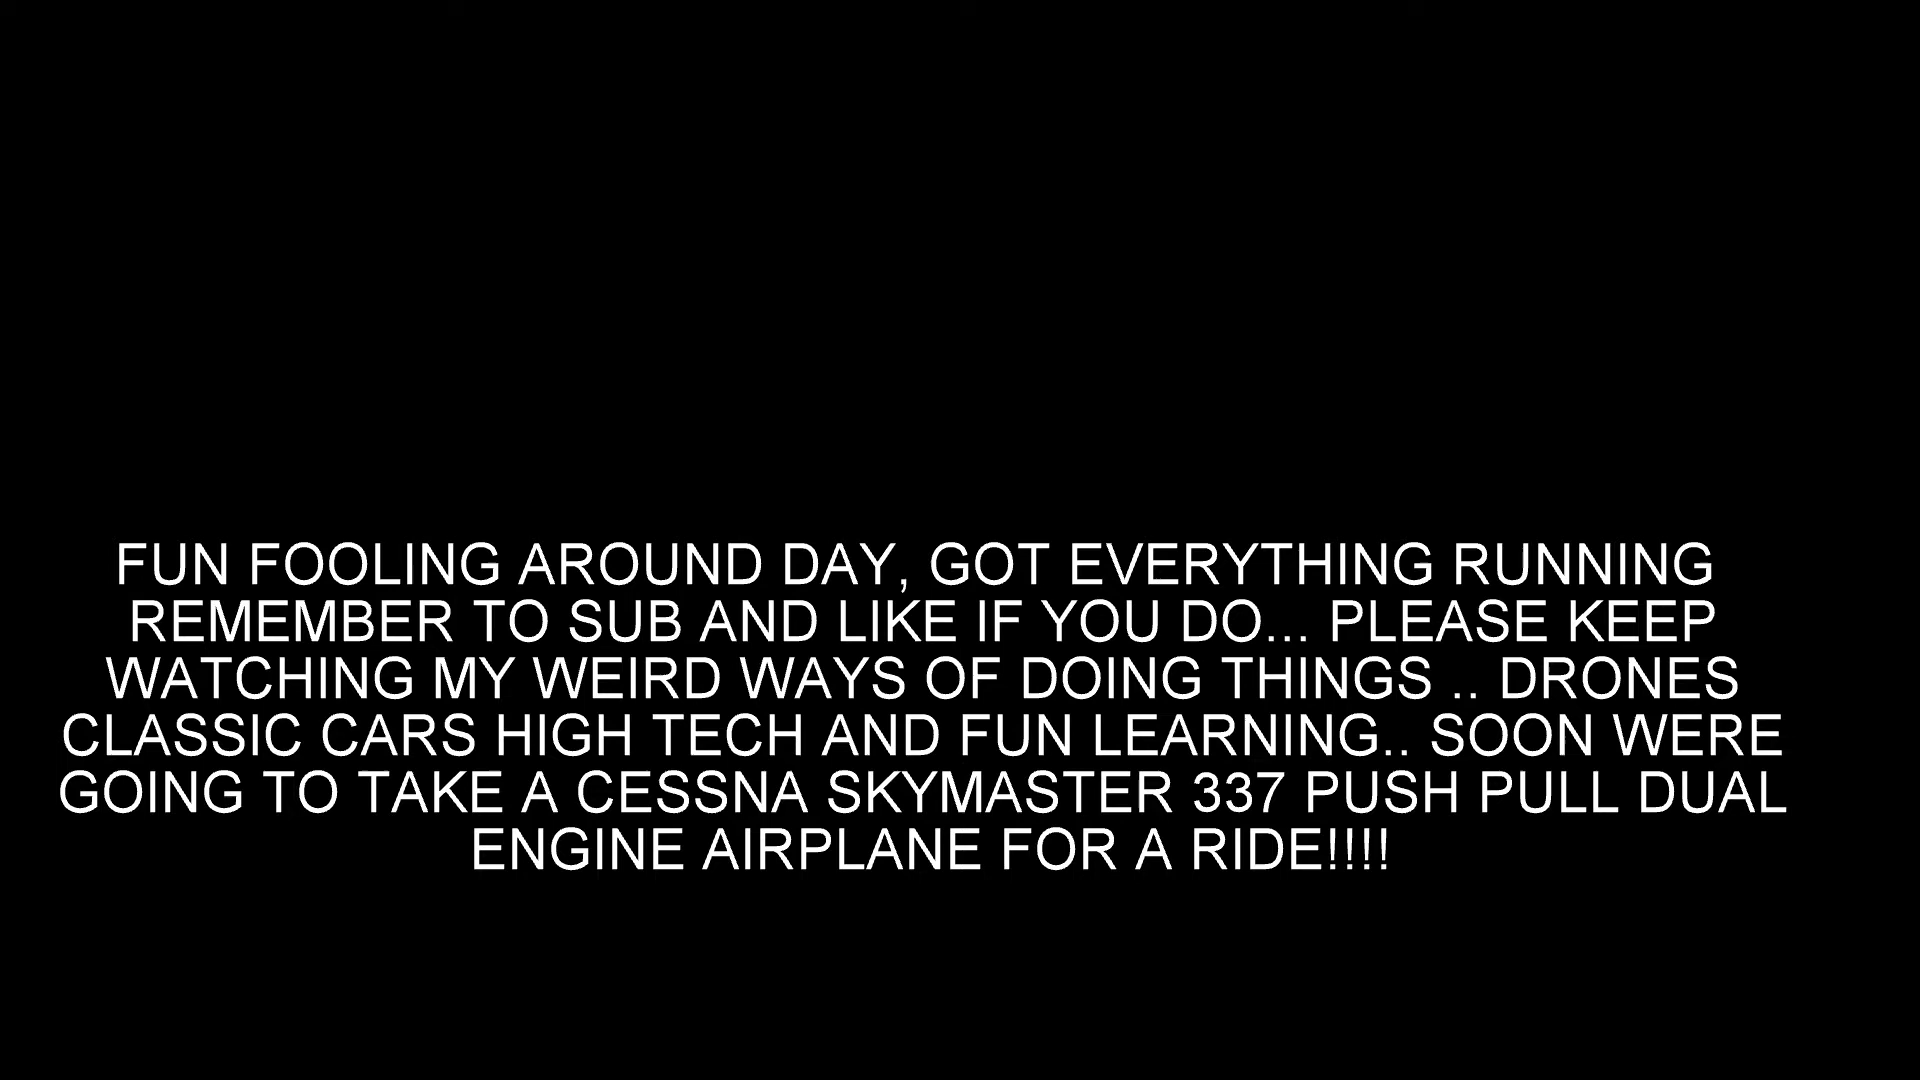 FUN FOOLING AROUND DAY, GOT EVERYTHING RUNNING
REMEMBER TO SUB AND LIKE IF YOU DO... PLEASE KEEP
WATCHING MY WEIRD WAYS OF DOING THINGS .. DRONES
CLASSIC CARS HIGH TECH AND FUN LEARNING.. SOON WERE
GOING TO TAKE A CESSNA SKYMASTER 337 PUSH PULL DUAL
ENGINE AIRPLANE FOR A RIDE!!!!